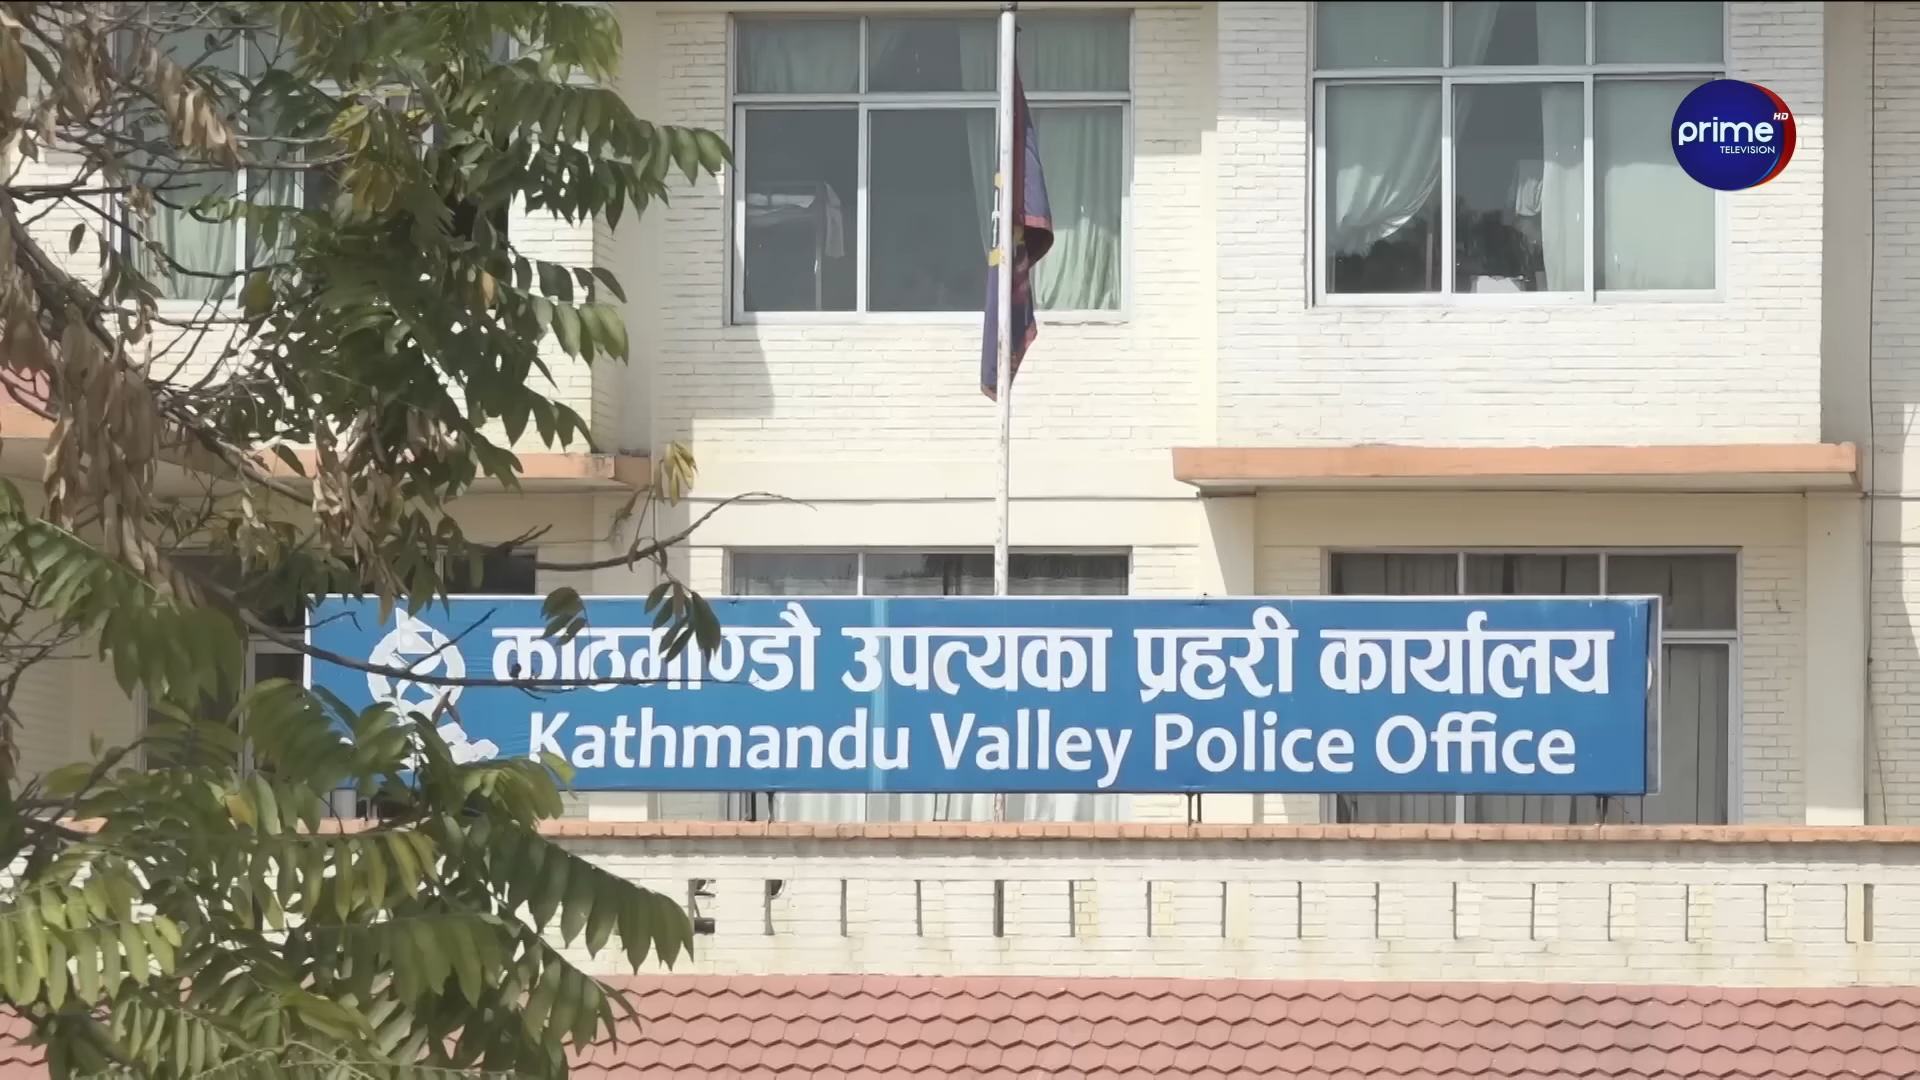 prime HD
TELEVISION
काठमाण्डौ उपत्यका प्रहरी कार्यालय
Kathmandu Valley Police Office